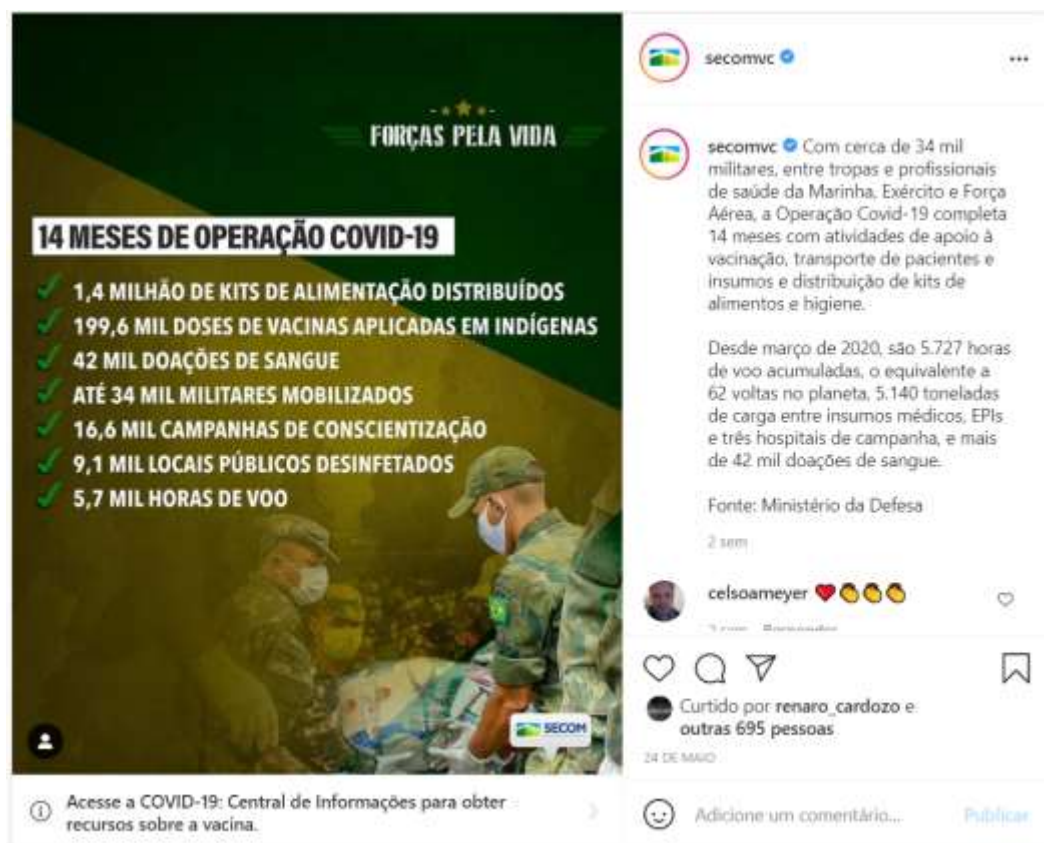 FORÇAS PELA VIDA
14 MESES DE OPERAÇÃO COVID-19
1,4 MILHÃO DE KITS DE ALIMENTAÇÃO DISTRIBUÍDOS
199,6 MIL DOSES DE VACINAS APLICADAS EM INDÍGENAS
42 MIL DOAÇÕES DE SANGUE
ATÉ 34 MIL MILITARES MOBILIZADOS
16,6 MIL CAMPANHAS DE CONSCIENTIZAÇÃO
9,1 MIL LOCAIS PÚBLICOS DESINFETADOS
5,7 MIL HORAS DE VOO
SECOM
Acesse a COVID-19: Central de Informações para obter
recursos sobre a vacina.
secomvc
secomvc Com cerca de 34 mil
militares, entre tropas e profissionais
de saúde da Marinha, Exército e Força
Aérea, a Operação Covid-19 completa
14 meses com atividades de apoio à
vacinação, transporte de pacientes e
insumos e distribuição de kits de
alimentos e higiene.
Desde março de 2020, são 5.727 horas
de voo acumuladas, o equivalente a
62 voltas no planeta, 5.140 toneladas
de carga entre insumos médicos, EPIs
e três hospitais de campanha, e mais
de 42 mil doações de sangue.
Fonte: Ministério da Defesa
2 sem
celsoameyer ❤️👏👏👏
Curtido por renaro_cardozo e
outras 695 pessoas
24 DE MAIO
Adicione um comentário... Publicar